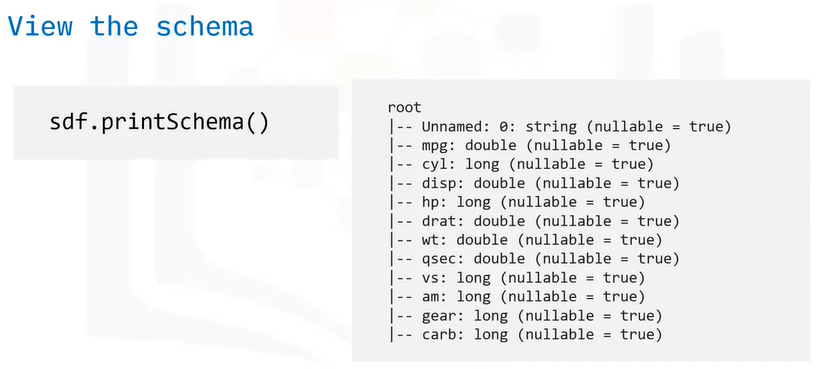 View the schema
sdf.printSchema()
root
|-- Unnamed: 0: string (nullable = true)
|-- mpg: double (nullable = true)
|-- cyl: long (nullable = true)
|-- disp: double (nullable = true)
|-- hp: long (nullable = true)
|-- drat: double (nullable = true)
|-- wt: double (nullable = true)
|-- qsec: double (nullable = true)
|-- vs: long (nullable = true)
|-- am: long (nullable = true)
|-- gear: long (nullable = true)
|-- carb: long (nullable = true)